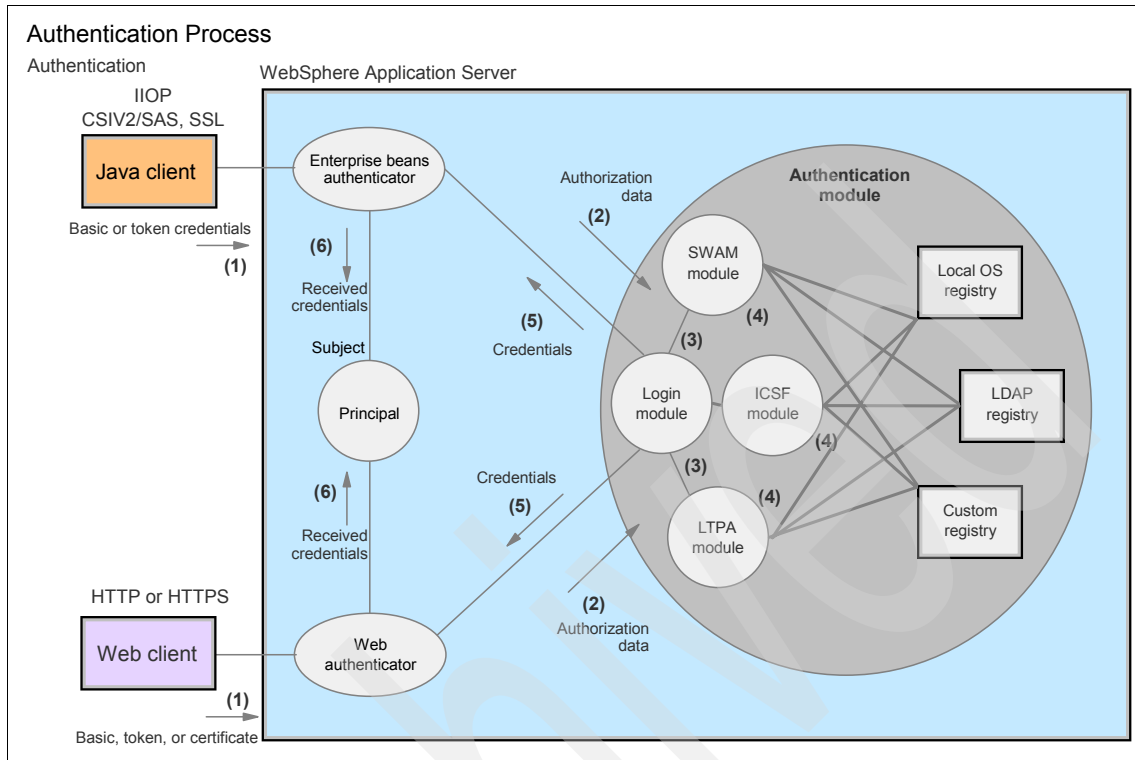 Authentication Process
Authentication
WebSphere Application Server
IIOP
CSIV2/SAS, SSL
Java client
Basic or token credentials
(1)
Enterprise beans
authenticator
(6)
Received
credentials
Subject
Principal
(6)
Received
credentials
HTTP or HTTPS
Web client
(1)
Basic, token, or certificate
Web
authenticator
Authorization
data
(2)
(5)
Credentials
Credentials
(5)
(2)
Authorization
data
Authentication
module
SWAM
module
(4)
(3)
Login
module
ICSF
module
(4)
(3)
(4)
LTPA
module
Local OS
registry
LDAP
registry
Custom
registry